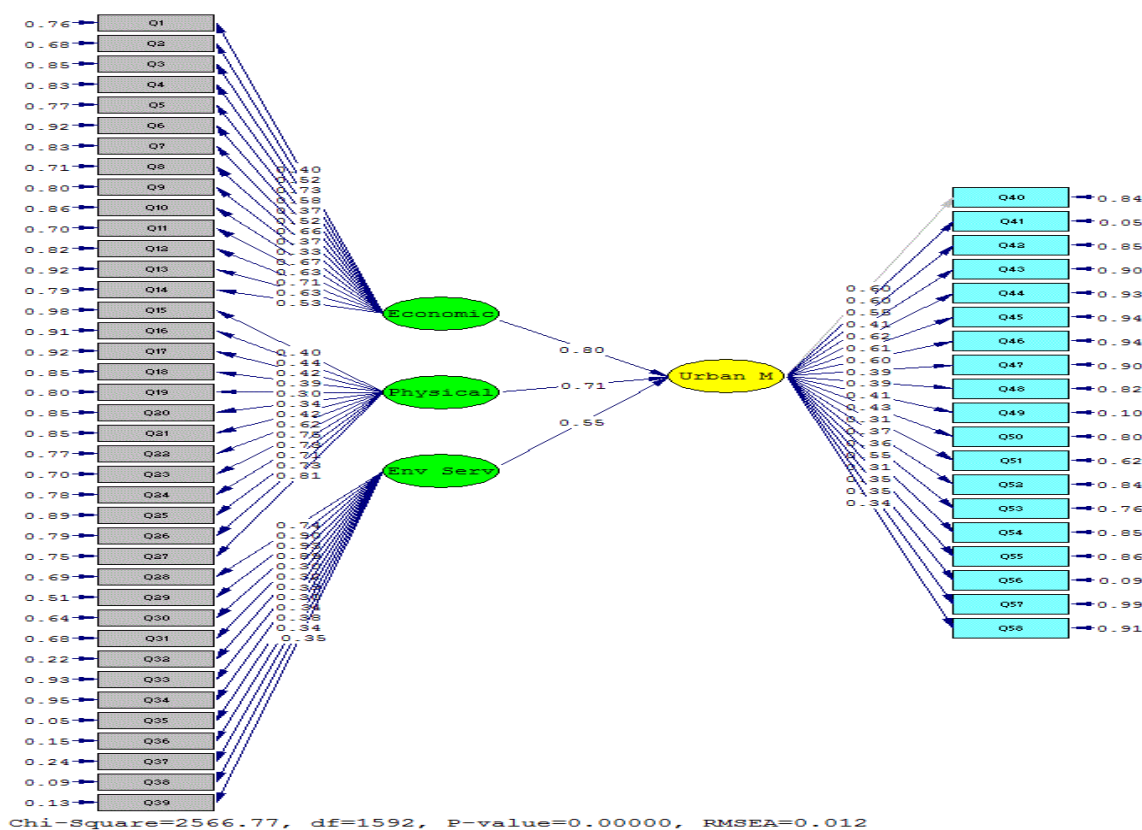 0.76 Q1
0.68 Q2
0.85 Q3
0.83 Q4
0.77 Q5
0.92 Q6
0.83 Q7
0.71 Q8
0.80 Q9
0.86 Q10
0.70 Q11
0.82 Q12
0.92 Q13
0.79 Q14
0.98 Q15
0.91 Q16
0.92 Q17
0.85 Q18
0.80 Q19
0.85 Q20
0.85 Q21
0.77 Q22
0.70 Q23
0.78 Q24
0.89 Q25
0.79 Q26
0.75 Q27
0.69 Q28
0.51 Q29
0.64 Q30
0.68 Q31
0.22 Q32
0.93 Q33
0.95 Q34
0.05 Q35
0.15 Q36
0.24 Q37
0.09 Q38
0.13 Q39
0.40
0.52
0.73
0.58
0.37
0.52
0.66
0.37
0.33
0.67
0.63
0.71
0.63
0.53
0.40
0.44
0.42
0.39
0.30
0.34
0.42
0.62
0.71
0.73
0.81
0.74
0.90
0.34
0.38
0.34
0.35
Economic
Physical
Env Serv
0.80
0.71
0.55
Urban M
0.60
0.60
0.58
0.41
0.62
0.61
0.60
0.39
0.39
0.41
0.43
0.31
0.37
0.36
0.55
0.31
0.35
0.35
0.34
Q40 0.84
Q41 0.05
Q42 0.85
Q43 0.90
Q44 0.93
Q45 0.94
Q46 0.94
Q47 0.90
Q48 0.82
Q49 0.10
Q50 0.80
Q51 0.62
Q52 0.84
Q53 0.76
Q54 0.85
Q55 0.86
Q56 0.09
Q57 0.99
Q58 0.91
Chi-Square=2566.77, df=1592, P-value=0.00000, RMSEA=0.012